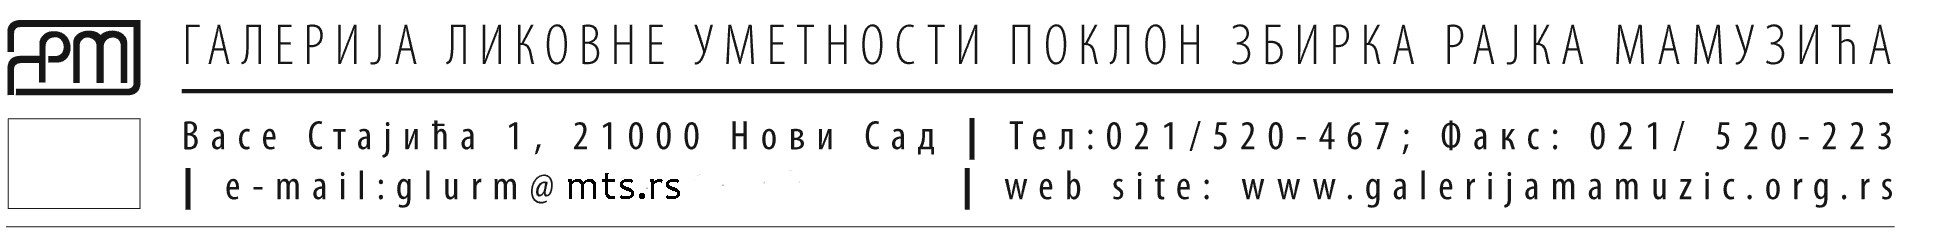 ГРМ
ГАЛЕРИЈА ЛИКОВНЕ УМЕТНОСТИ ПОКЛОН ЗБИРКА РАЈКА МАМУЗИЋА
Васе Стајића 1, 21000 Нови Сад | Тел:021/520-467; Факс: 021/ 520-223
| e-mail:glurm@mts.rs | web site: www.galerijamamuzic.org.rs